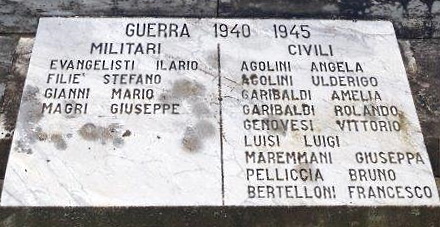 GUERRA 1940 1945
MILITARI
EVANGELISTI ILARIO
FILIE' STEFANO
GIANNI MARIO
MAGRI GIUSEPPE
CIVILI
AGOLINI ANGELA
AGOLINI ULDERIGO
GARIBALDI AMELIA
GARIBALDI ROLANDO
GENOVESI VITTORIO
LUISI LUIGI
MAREMMANI GIUSEPPA
PELLICCIA BRUNO
BERTELLONI FRANCESCO